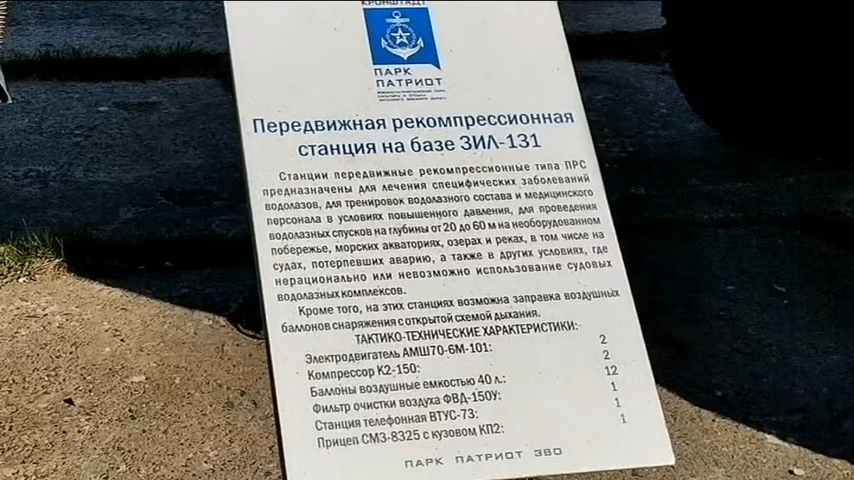 КРОНШТАДТ
ПАРК
ПАТРИОТ
Передвижная рекомпрессионная
станция на базе ЗИЛ-131
Станции передвижные рекомпрессионные типа ПРС
предназначены для лечения специфических заболеваний
водолазов, для тренировок водолазного состава и медицинского
персонала в условиях повышенного давления, для проведения
водолазных спусков на глубины от 20 до 60 м на необорудованном
побережье, морских акваториях, озерах и реках, в том числе на
судах, потерпевших аварию, а также в других условиях, где
нерационально или невозможно использование судовых
водолазных комплексов.
Кроме того, на этих станциях возможна заправка воздушных
баллонов снаряжения с открытой схемой дыхания.
ТАКТИКО-ТЕХНИЧЕСКИЕ ХАРАКТЕРИСТИКИ:
Электродвигатель АМШ70-6М-101: 2
Компрессор К2-150: 2
Баллоны воздушные емкостью 40 л.: 12
Фильтр очистки воздуха ФВД-150У: 1
Станция телефонная ВТУС-73: 1
Прицеп СМЗ-8325 с кузовом КП2: 1
ПАРК ПАТРИОТ ЗВО